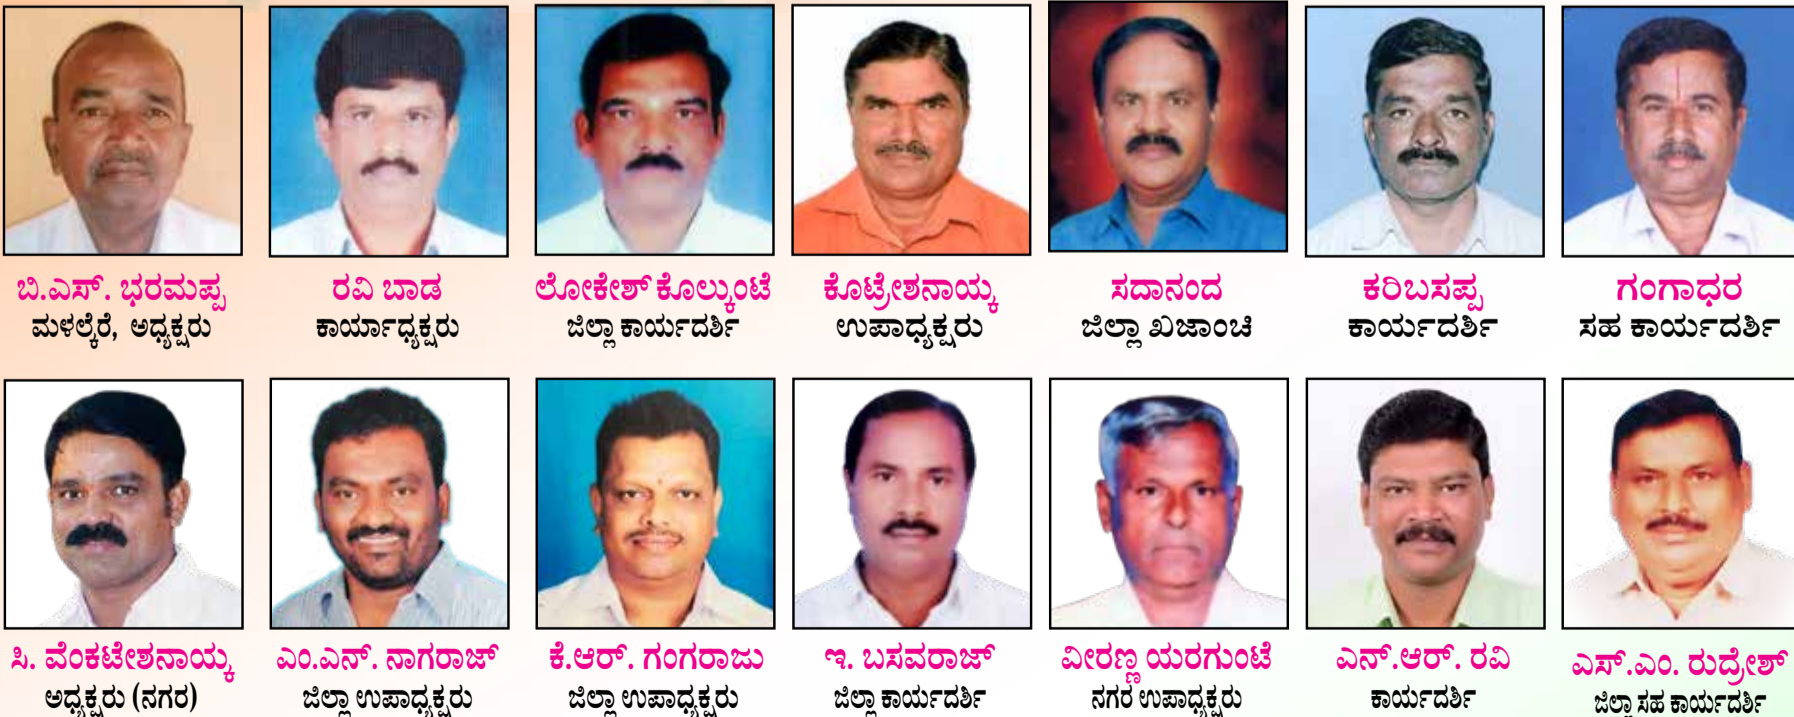 ಬಿ.ಎಸ್. ಭರಮಪ್ಪ
ಮಳಲ್ಕೆರೆ, ಅಧ್ಯಕ್ಷರು
ರವಿ ಬಾಡ
ಕಾರ್ಯಾಧ್ಯಕ್ಷರು
ಲೋಕೇಶ್ ಕೊಲ್ಕುಂಟೆ
ಜಿಲ್ಲಾ ಕಾರ್ಯದರ್ಶಿ
ಕೊಟ್ರೇಶನಾಯ್ಕ
ಉಪಾಧ್ಯಕ್ಷರು
ಸದಾನಂದ
ಜಿಲ್ಲಾ ಖಜಾಂಚಿ
ಕರಿಬಸಪ್ಪ
ಕಾರ್ಯದರ್ಶಿ
ಗಂಗಾಧರ
ಸಹ ಕಾರ್ಯದರ್ಶಿ
ಸಿ. ವೆಂಕಟೇಶನಾಯ್ಕ
ಅಧ್ಯಕ್ಷರು (ನಗರ)
ಎಂ.ಎನ್. ನಾಗರಾಜ್
ಜಿಲ್ಲಾ ಉಪಾಧ್ಯಕ್ಷರು
ಕೆ.ಆರ್. ಗಂಗರಾಜು
ಜಿಲ್ಲಾ ಉಪಾಧ್ಯಕ್ಷರು
ಇ. ಬಸವರಾಜ್
ಜಿಲ್ಲಾ ಕಾರ್ಯದರ್ಶಿ
ವೀರಣ್ಣ ಯರಗುಂಟೆ
ನಗರ ಉಪಾಧ್ಯಕ್ಷರು
ಎನ್.ಆರ್. ರವಿ
ಕಾರ್ಯದರ್ಶಿ
ಎಸ್.ಎಂ. ರುದ್ರೇಶ್
ಜಿಲ್ಲಾ ಸಹ ಕಾರ್ಯದರ್ಶಿ